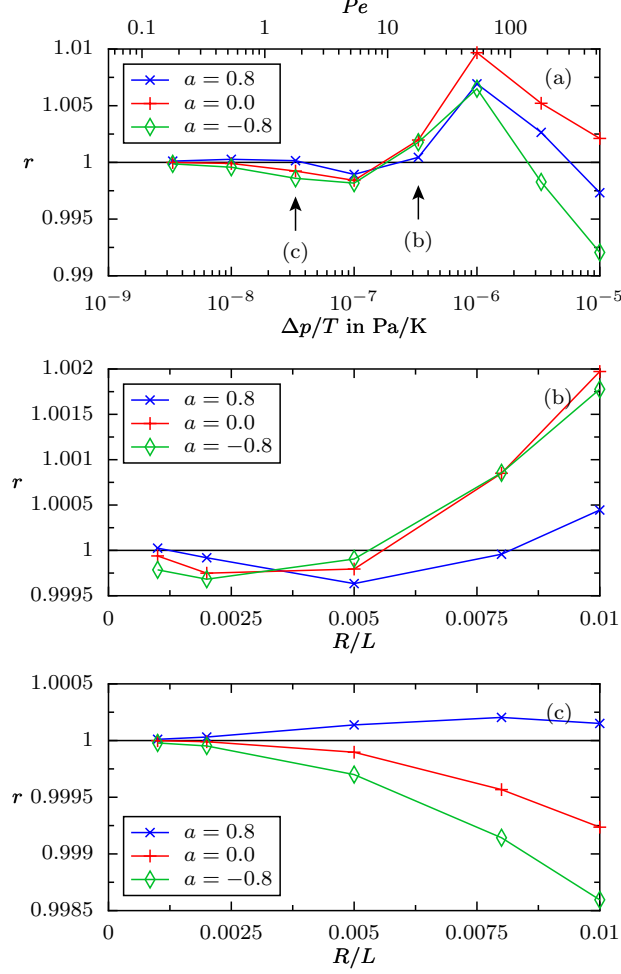 Pe
0.1 1 10 100
1.01
1.005
1
0.995
0.99
r
a = 0.8
a = 0.0
a = −0.8
(a)
(c)
(b)
10⁻⁹ 10⁻⁸ 10⁻⁷ 10⁻⁶ 10⁻⁵
Δp/T in Pa/K
1.002
1.0015
1.001
1.0005
1
0.9995
r
a = 0.8
a = 0.0
a = −0.8
(b)
0 0.0025 0.005 0.0075 0.01
R/L
1.0005
1
0.9995
0.999
0.9985
r
(c)
a = 0.8
a = 0.0
a = −0.8
0 0.0025 0.005 0.0075 0.01
R/L